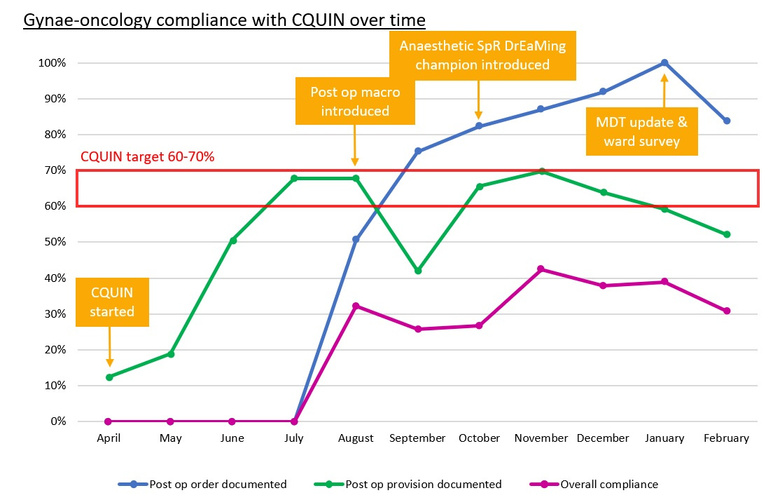 Gynae-oncology compliance with CQUIN over time
Anaesthetic SpR DrEaMing
champion introduced
Post op macro
introduced
MDT update &
ward survey
CQUIN target 60-70%
CQUIN
started
100%
90%
80%
70%
60%
50%
40%
30%
20%
10%
0%
April May June July August September October November December January February
Post op order documented Post op provision documented Overall compliance